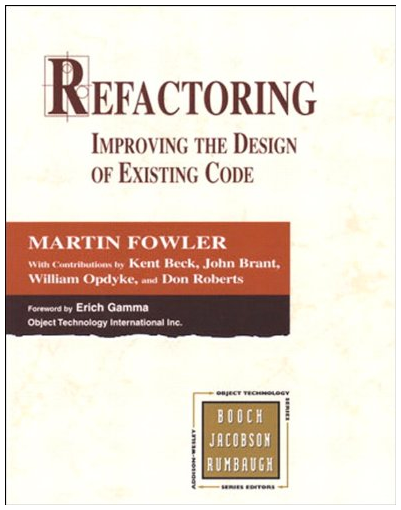 REFACTORING
IMPROVING THE DESIGN
OF EXISTING CODE
MARTIN FOWLER
With Contributions by Kent Beck, John Brant,
William Opdyke, and Don Roberts
Foreword by Erich Gamma
Object Technology International Inc.
OBJECT TECHNOLOGY
SERIES
BOOCH
JACOBSON
RUMBAUGH
ADDISON-WESLEY
SERIES EDITORS